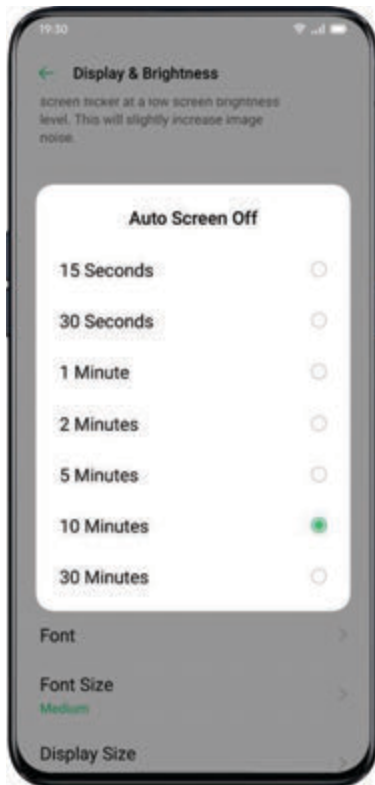 19:30
Display & Brightness
screen flicker at a low screen brightness
level. This will slightly increase image
noise.
Auto Screen Off
15 Seconds
30 Seconds
1 Minute
2 Minutes
5 Minutes
10 Minutes
30 Minutes
Font
Font Size
Medium
Display Size